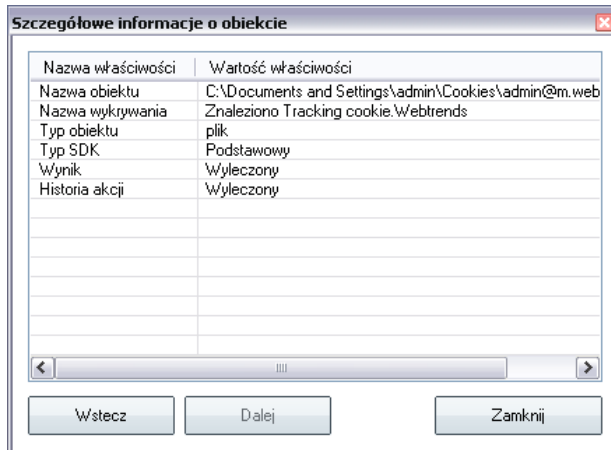 Szczegółowe informacje o obiekcie
Nazwa właściwości Wartość właściwości
Nazwa obiektu C:\Documents and Settings\admin\Cookies\admin@m.web
Nazwa wykrywania Znaleziono Tracking cookie.Webtrends
Typ obiektu plik
Typ SDK Podstawowy
Wynik Wyleczony
Historia akcji Wyleczony
Wstecz Dalej Zamknij